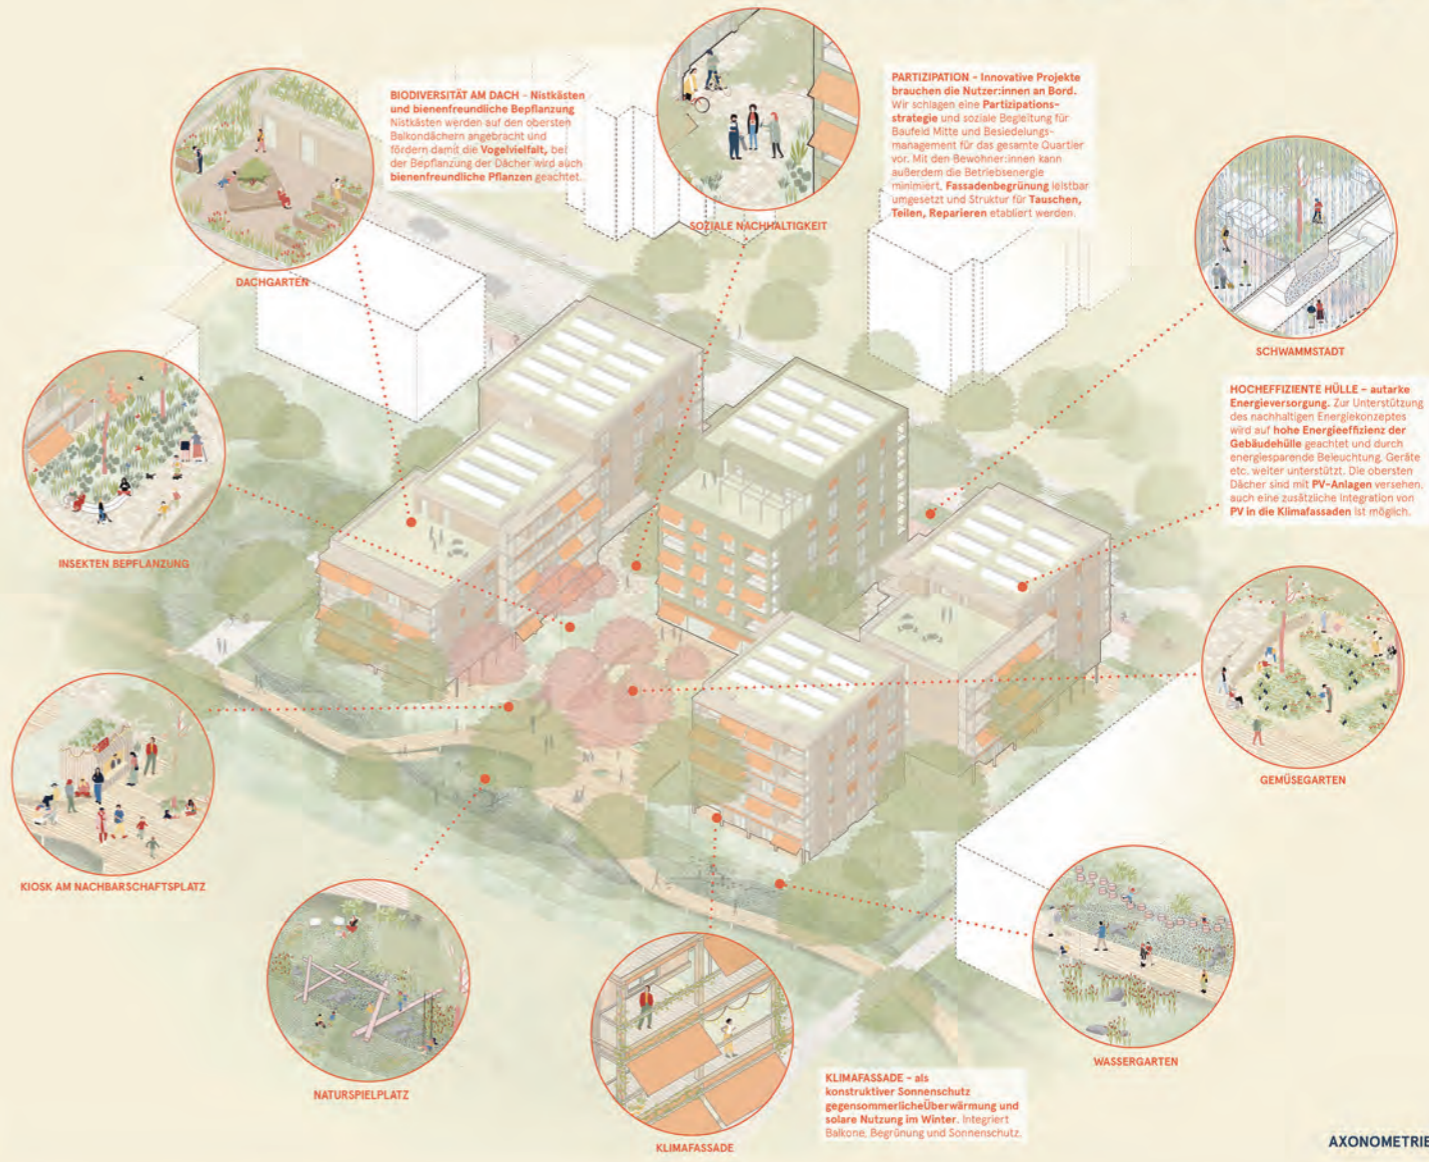 BIODIVERSITÄT AM DACH – Nistkästen
und bienenfreundliche Bepflanzung
Nistkästen werden auf den obersten
Balkondächern angebracht und
fördern damit die Vogelvielfalt, bei
der Bepflanzung der Dächer wird auch
bienenfreundliche Pflanzen geachtet.
DACHGARTEN
SOZIALE NACHHALTIGKEIT
PARTIZIPATION - Innovative Projekte
brauchen die Nutzer:innen an Bord.
Wir schlagen eine Partizipations-
strategie und soziale Begleitung für
Baufeld Mitte und Besiedelungs-
management für das gesamte Quartier
vor. Mit den Bewohner:innen kann
außerdem die Betriebsenergie
minimiert, Fassadenbegrünung leistbar
umgesetzt und Struktur für Tauschen,
Teilen, Reparieren etabliert werden.
SCHWAMMSTADT
HOCHEFFIZIENTE HÜLLE – autarke
Energieversorgung. Zur Unterstützung
des nachhaltigen Energiekonzeptes
wird auf hohe Energieeffizienz der
Gebäudehülle geachtet und durch
energiesparende Beleuchtung, Geräte
etc. weiter unterstützt. Die obersten
Dächer sind mit PV-Anlagen versehen,
auch eine zusätzliche Integration von
PV in die Klimafassaden ist möglich.
INSEKTEN BEPFLANZUNG
GEMÜSEGARTEN
KIOSK AM NACHBARSCHAFTSPLATZ
NATURSPIELPLATZ
WASSERGARTEN
KLIMAFASSADE
KLIMAFASSADE – als
konstruktiver Sonnenschutz
gegensommerlicheÜberwärmung und
solare Nutzung im Winter. Integriert
Balkone, Begrünung und Sonnenschutz.
AXONOMETRIE